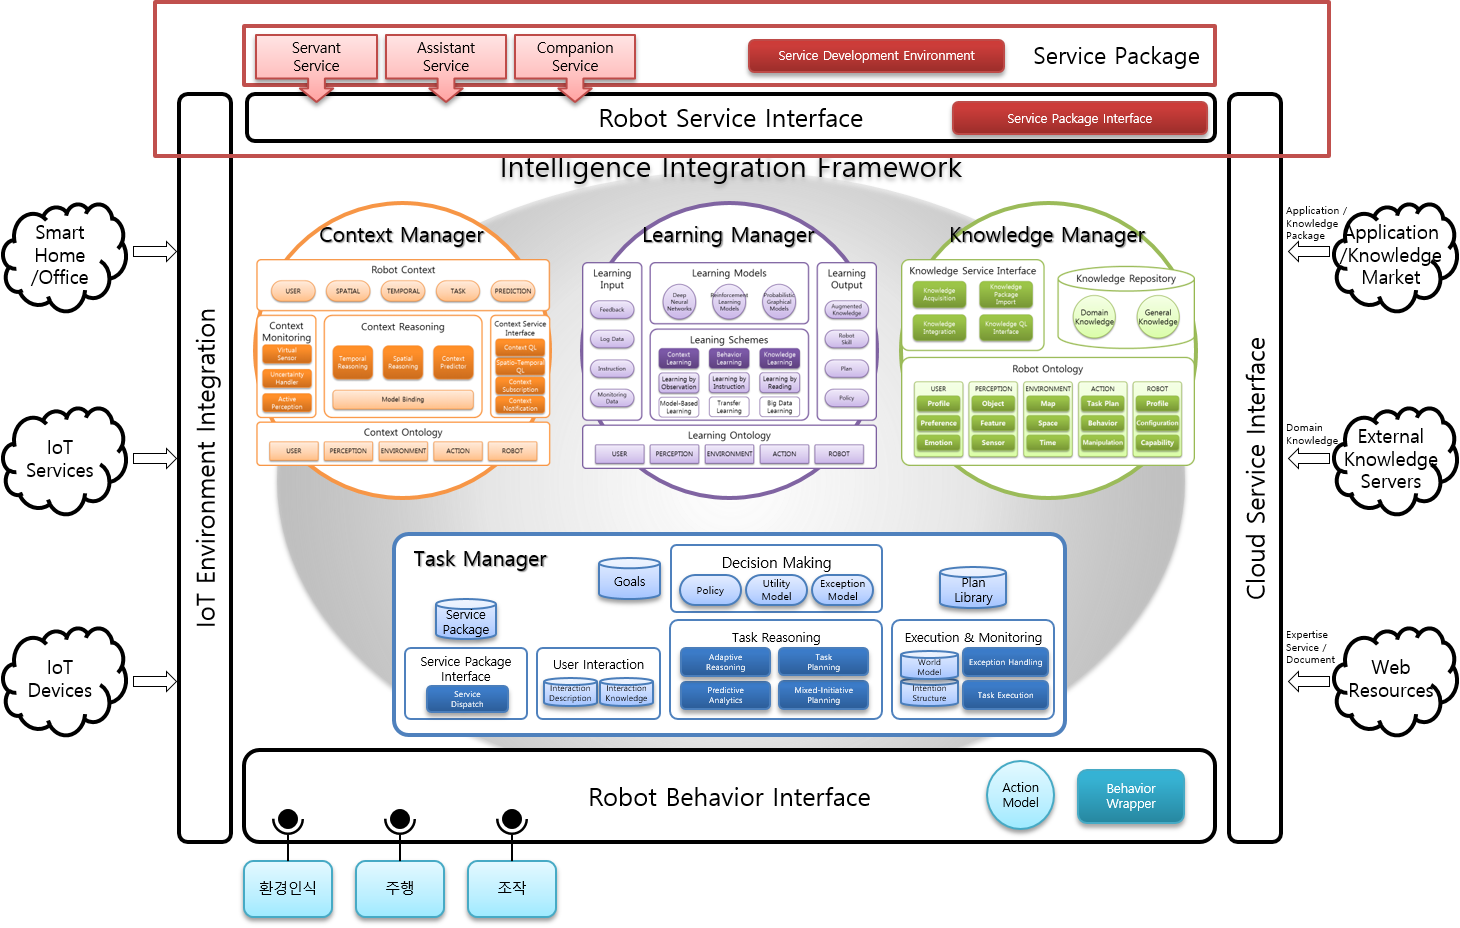 Servant
Service
Assistant
Service
Companion
Service
Service Development Environment
Service Package
Robot Service Interface
Service Package Interface
Intelligence Integration Framework
IoT Environment Integration
Cloud Service Interface
Smart
Home
/Office
IoT
Services
IoT
Devices
Context Manager
Robot Context
USER
SPATIAL
TEMPORAL
TASK
PREDICTION
Context
Monitoring
Virtual
Sensor
Uncertainty
Handler
Active
Perception
Context Reasoning
Temporal
Reasoning
Spatial
Reasoning
Context
Predictor
Model Binding
Context Service
Interface
Context QL
Spatio-Temporal
QL
Context
Subscription
Context
Notification
Context Ontology
USER
PERCEPTION
ENVIRONMENT
ACTION
ROBOT
Learning Manager
Learning
Input
Feedback
Log Data
Instruction
Monitoring
Data
Learning Models
Deep
Neural
Networks
Reinforcement
Learning
Models
Probabilistic
Graphical
Models
Leaning Schemes
Context
Learning
Behavior
Learning
Knowledge
Learning
Learning by
Observation
Learning by
Instruction
Learning by
Reading
Model-Based
Learning
Transfer
Learning
Big Data
Learning
Learning
Output
Augmented
Knowledge
Robot
Skill
Plan
Policy
Learning Ontology
USER
PERCEPTION
ENVIRONMENT
ACTION
ROBOT
Knowledge Manager
Knowledge Service Interface
Knowledge
Acquisition
Knowledge
Package
Import
Knowledge
Integration
Knowledge QL
Interface
Knowledge Repository
Domain
Knowledge
General
Knowledge
Robot Ontology
USER
PERCEPTION
ENVIRONMENT
ACTION
ROBOT
Profile
Object
Map
Task Plan
Profile
Preference
Feature
Space
Behavior
Configuration
Emotion
Sensor
Time
Manipulation
Capability
Application /
Knowledge
Package
Application
/Knowledge
Market
Domain
Knowledge
External
Knowledge
Servers
Expertise
Service /
Document
Web
Resources
Task Manager
Service
Package
Goals
Decision Making
Policy
Utility
Model
Exception
Model
Plan
Library
Service Package
Interface
Service
Dispatch
User Interaction
Interaction
Description
Interaction
Knowledge
Task Reasoning
Adaptive
Reasoning
Task
Planning
Predictive
Analytics
Mixed-Initiative
Planning
Execution & Monitoring
World
Model
Exception Handling
Intention
Structure
Task Execution
Robot Behavior Interface
Action
Model
Behavior
Wrapper
환경인식
주행
조작